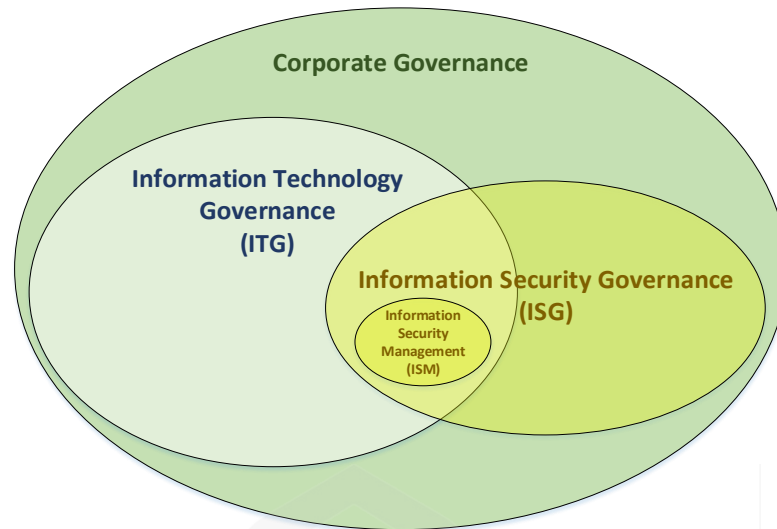 Corporate Governance
Information Technology
Governance
(ITG)
Information Security Governance
(ISG)
Information
Security
Management
(ISM)